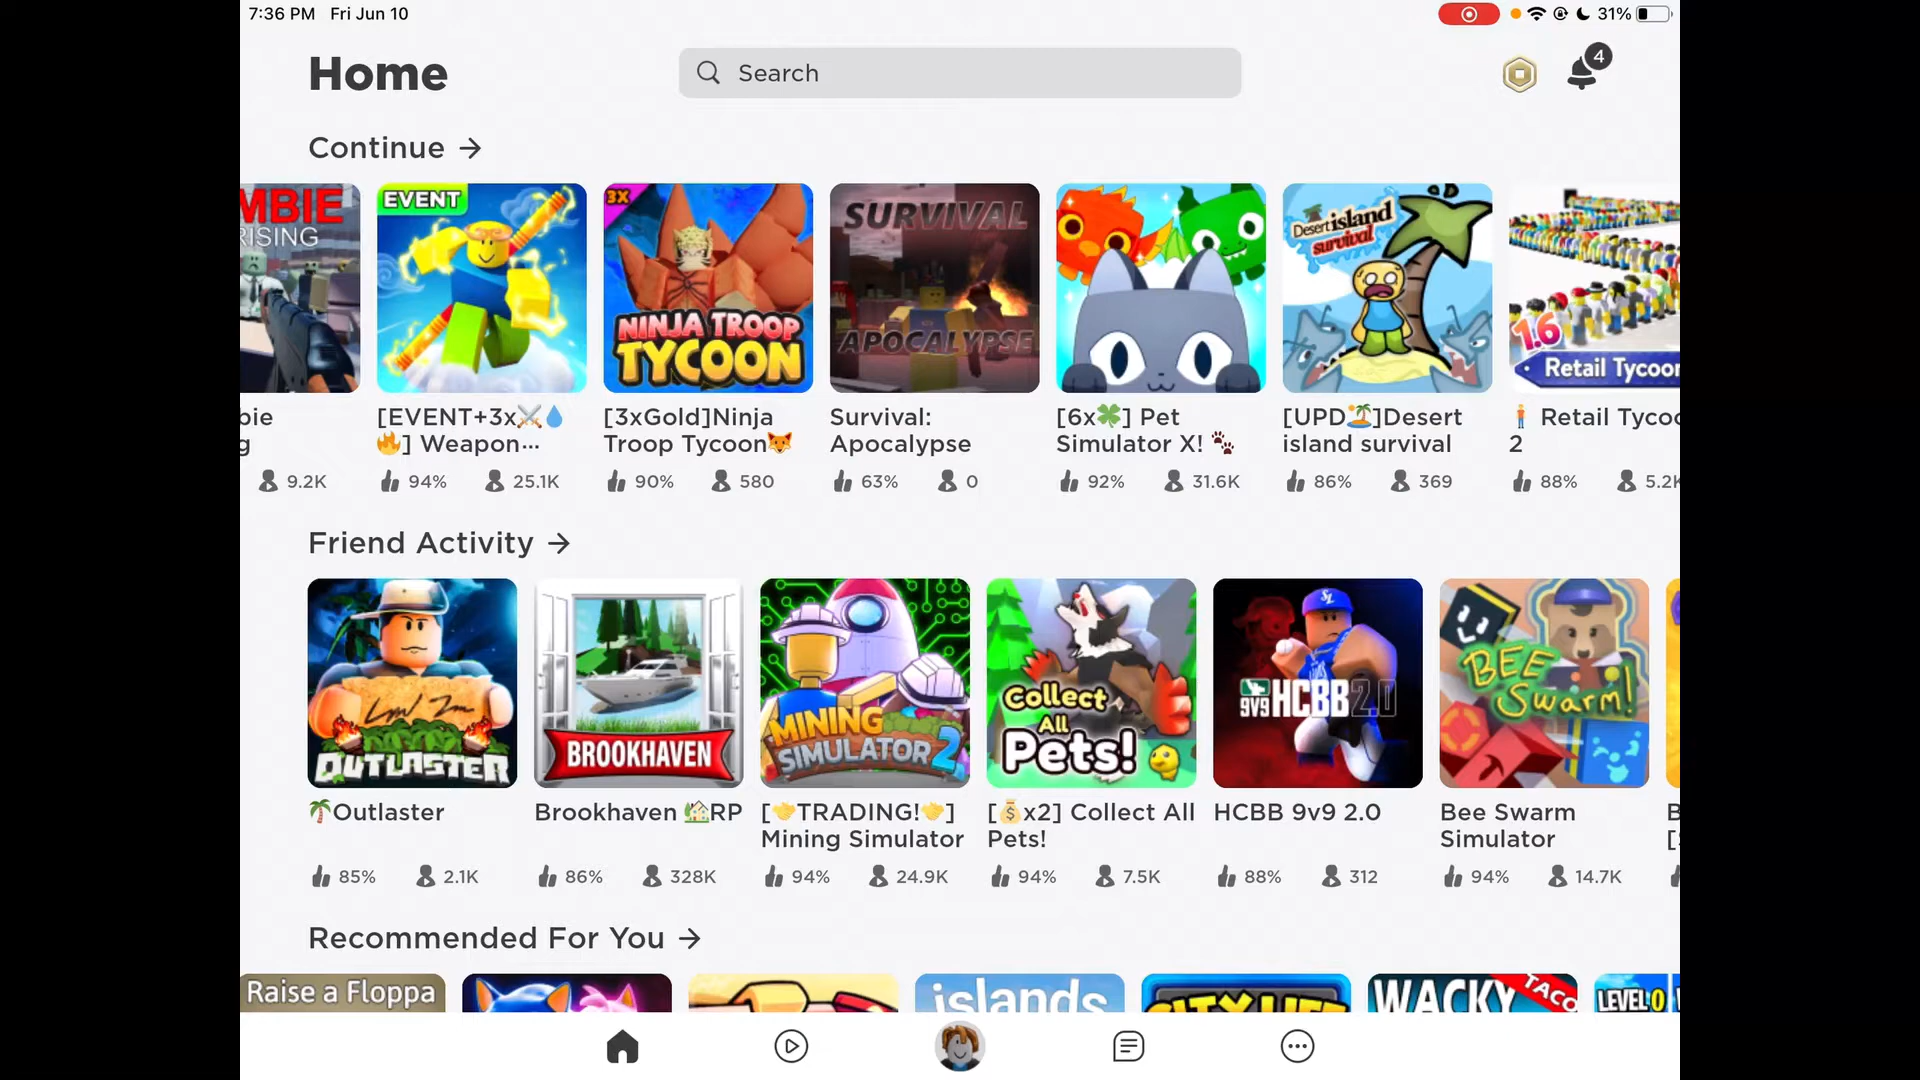 7:36 PM Fri Jun 10
31%
Home
Search
4
Continue →
MBIE
RISING
EVENT
3X
NINJA TROOP
TYCOON
SURVIVAL
APOCALYPSE
Desert island
survival
1.6
Retail Tycoon
bie
g
9.2K
[EVENT+3x⚔️💧
🔥] Weapon...
94% 25.1K
[3xGold]Ninja
Troop Tycoon🦊
90% 580
Survival:
Apocalypse
63% 0
[6x🍀] Pet
Simulator X! 🐾
92% 31.6K
[UPD🏝️]Desert
island survival
86% 369
🧍 Retail Tycoo
2
88% 5.2K
Friend Activity →
OUTLASTER
BROOKHAVEN
MINING
SIMULATOR 2
Collect
All
Pets!
SL
9V9 HCBB 2.0
BEE
Swarm!
🌴Outlaster
85% 2.1K
Brookhaven 🏡RP
86% 328K
[🤝TRADING!🤝]
Mining Simulator
94% 24.9K
[💰x2] Collect All
Pets!
94% 7.5K
HCBB 9v9 2.0
88% 312
Bee Swarm
Simulator
94% 14.7K
Recommended For You →
Raise a Floppa
islands
CITY LIFE
WACKY
TACO
LEVEL 0